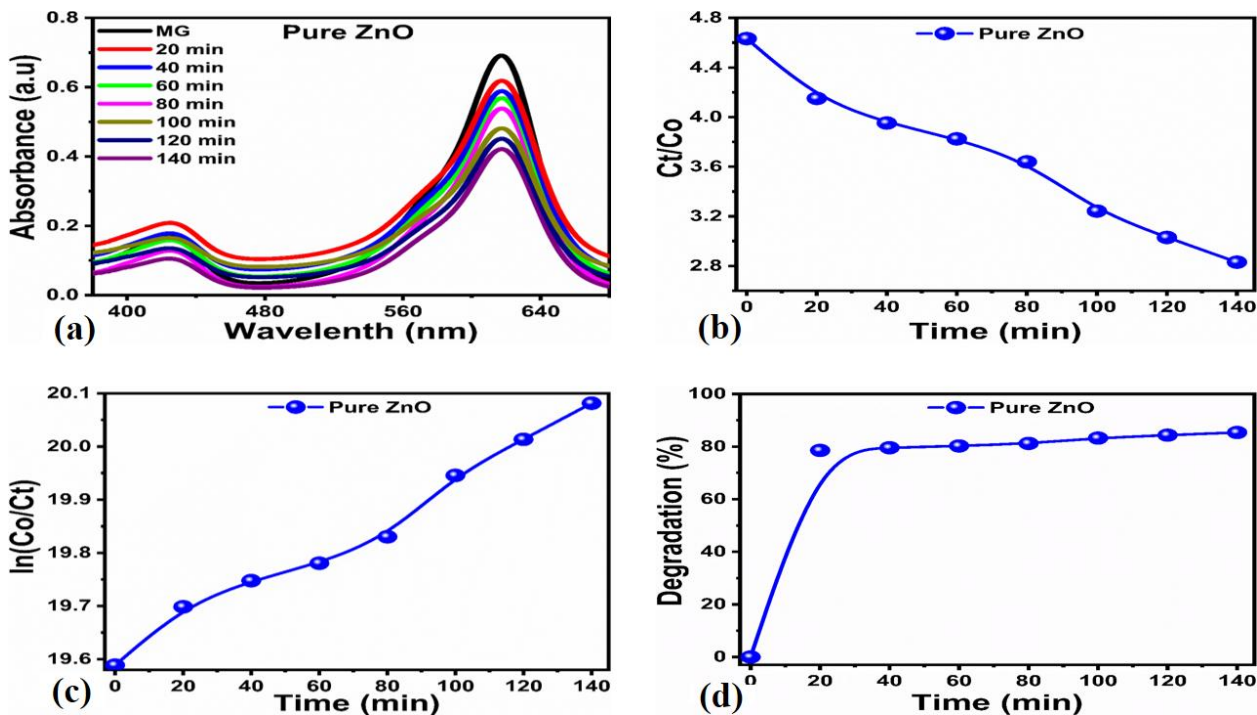 Pure ZnO
MG
20 min
40 min
60 min
80 min
100 min
120 min
140 min
Absorbance (a.u)
0.8
0.6
0.4
0.2
0.0
400 480 560 640
Wavelenth (nm)
(a)
Pure ZnO
Ct/Co
4.8
4.4
4.0
3.6
3.2
2.8
0 20 40 60 80 100 120 140
Time (min)
(b)
Pure ZnO
ln(Co/Ct)
20.1
20.0
19.9
19.8
19.7
19.6
0 20 40 60 80 100 120 140
Time (min)
(c)
Pure ZnO
Degradation (%)
100
80
60
40
20
0
0 20 40 60 80 100 120 140
Time (min)
(d)